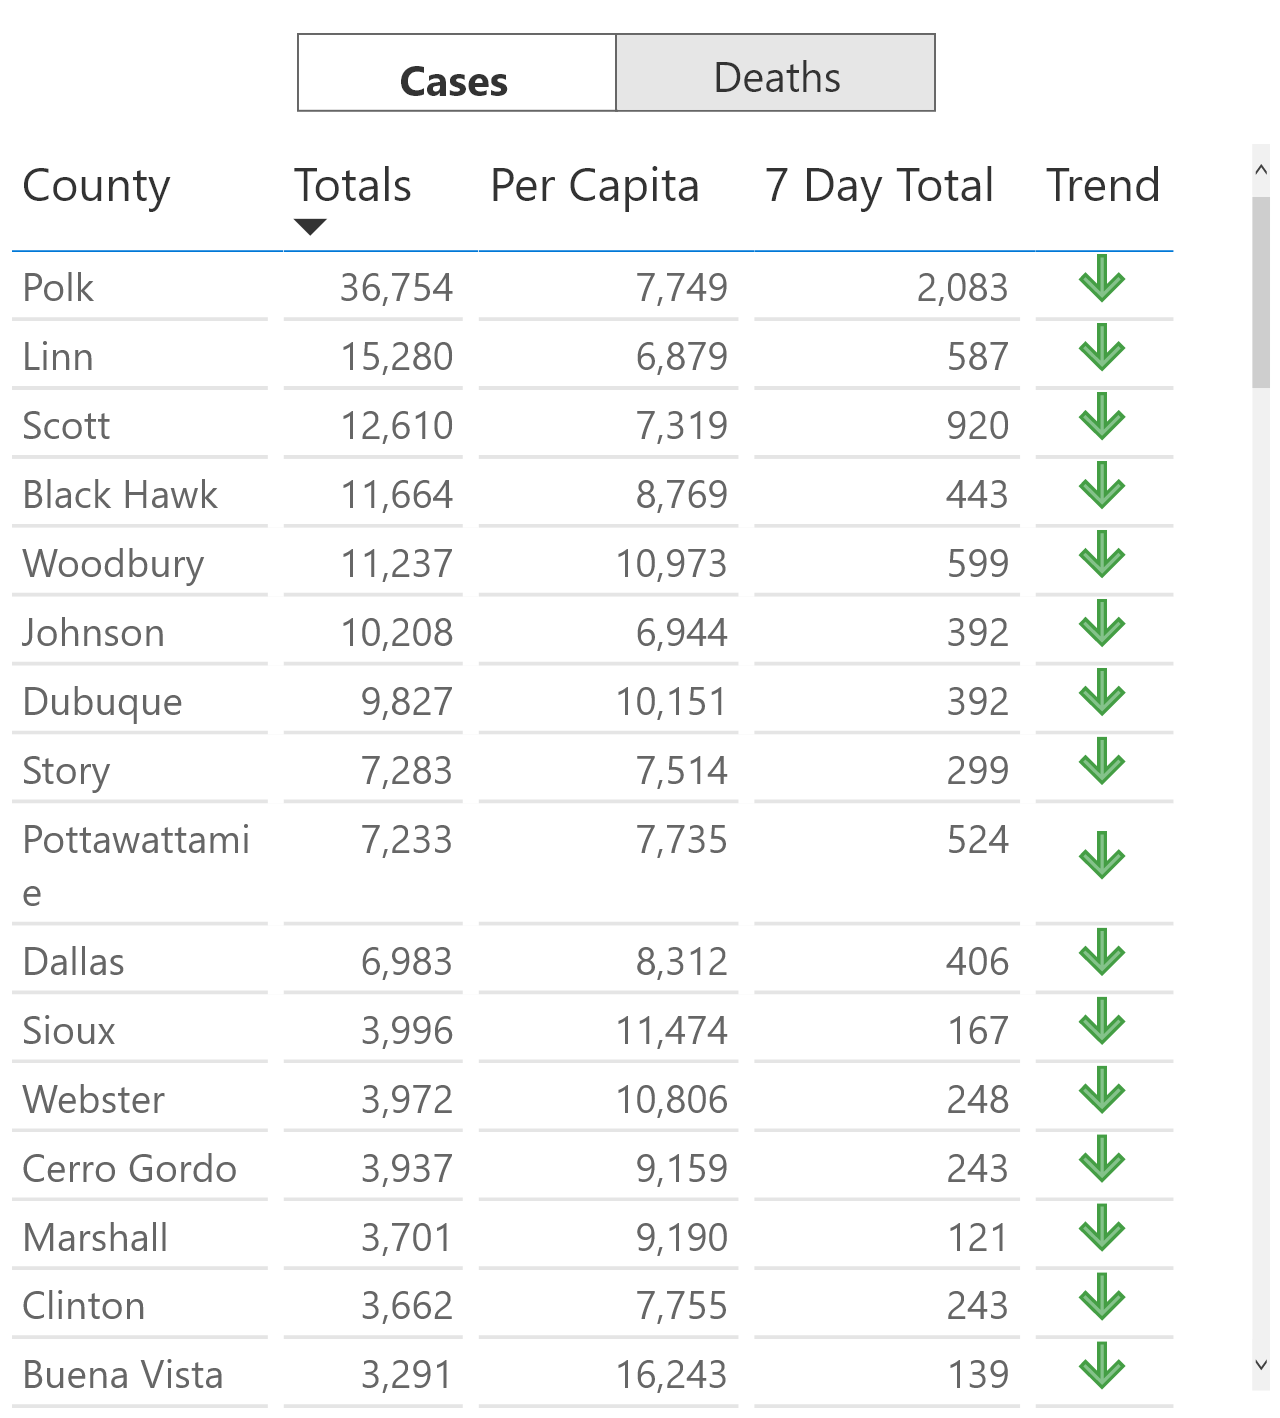 Cases Deaths
County Totals Per Capita 7 Day Total Trend
Polk 36,754 7,749 2,083
Linn 15,280 6,879 587
Scott 12,610 7,319 920
Black Hawk 11,664 8,769 443
Woodbury 11,237 10,973 599
Johnson 10,208 6,944 392
Dubuque 9,827 10,151 392
Story 7,283 7,514 299
Pottawattami 7,233 7,735 524
e
Dallas 6,983 8,312 406
Sioux 3,996 11,474 167
Webster 3,972 10,806 248
Cerro Gordo 3,937 9,159 243
Marshall 3,701 9,190 121
Clinton 3,662 7,755 243
Buena Vista 3,291 16,243 139